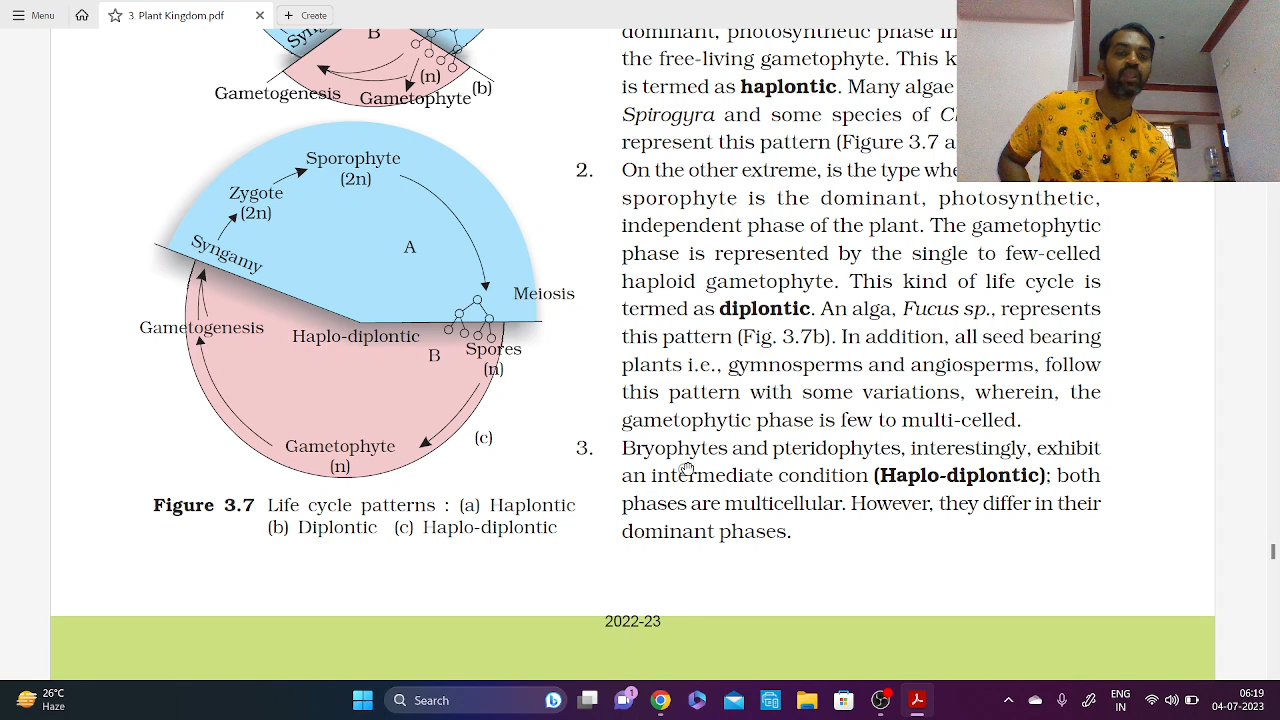 Menu
3. Plant Kingdom.pdf
Create
B
(n)
Gametogenesis
Gametophyte
(b)
Sporophyte
(2n)
Zygote
(2n)
Syngamy
A
Meiosis
Gametogenesis
Haplo-diplontic
B
Spores
(n)
Gametophyte
(n)
(c)
Figure 3.7 Life cycle patterns : (a) Haplontic
(b) Diplontic (c) Haplo-diplontic
dominant, photosynthetic phase in
the free-living gametophyte. This
is termed as haplontic. Many algae
Spirogyra and some species of
represent this pattern (Figure 3.7
2. On the other extreme, is the type
sporophyte is the dominant, photosynthetic,
independent phase of the plant. The gametophytic
phase is represented by the single to few-celled
haploid gametophyte. This kind of life cycle is
termed as diplontic. An alga, Fucus sp., represents
this pattern (Fig. 3.7b). In addition, all seed bearing
plants i.e., gymnosperms and angiosperms, follow
this pattern with some variations, wherein, the
gametophytic phase is few to multi-celled.
3. Bryophytes and pteridophytes, interestingly, exhibit
an intermediate condition (Haplo-diplontic); both
phases are multicellular. However, they differ in their
dominant phases.
2022-23
26°C
Haze
Search
1
ENG
IN
06:19
04-07-2023